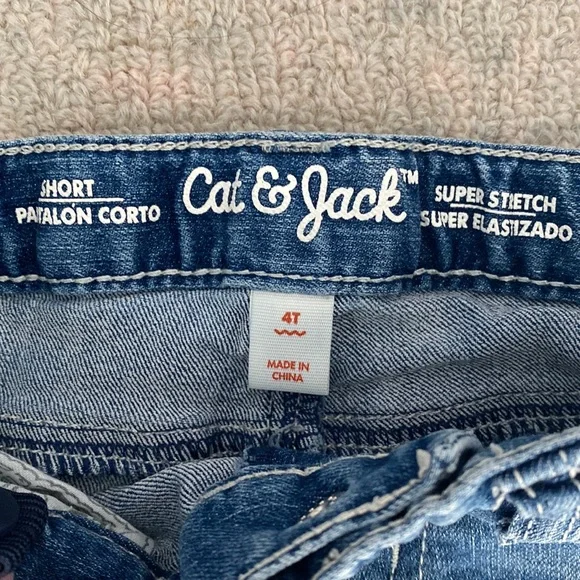 SHORT
PANTALÓN CORTO
Cat & Jack™
SUPER STRETCH
SUPER ELASTIZADO
4T
MADE IN
CHINA